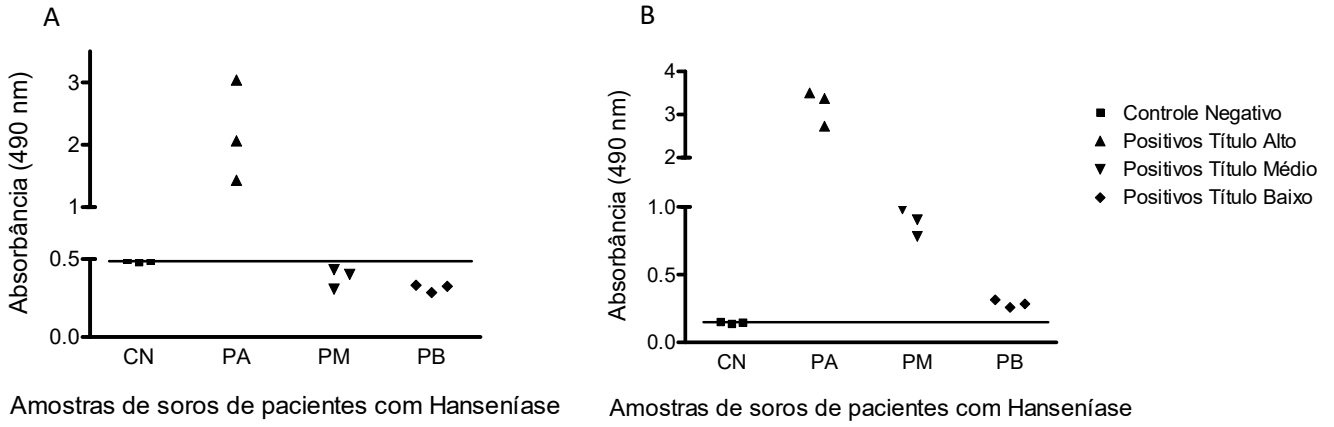 A
Absorbância (490 nm)
3
2
1
0.5
0.0
CN PA PM PB
Amostras de soros de pacientes com Hanseníase
B
Absorbância (490 nm)
4
3
2
1.0
0.5
0.0
CN PA PM PB
Amostras de soros de pacientes com Hanseníase
Controle Negativo
Positivos Título Alto
Positivos Título Médio
Positivos Título Baixo